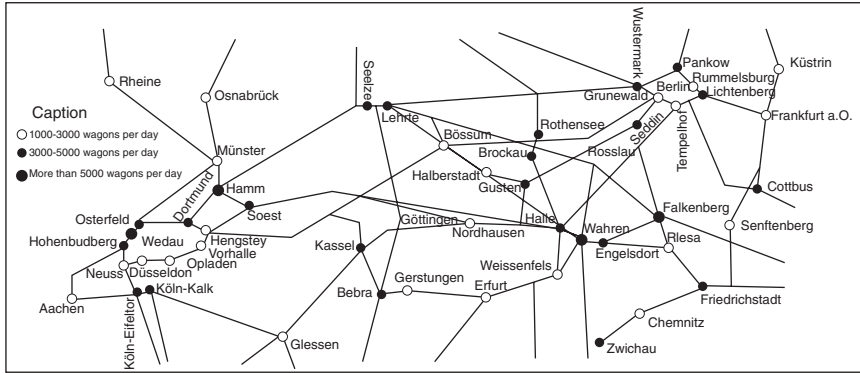 Rheine
Osnabrück
Caption
1000-3000 wagons per day
3000-5000 wagons per day
More than 5000 wagons per day
Münster
Dortmund
Hamm
Soest
Osterfeld
Hohenbudberg
Wedau
Hengstey
Vorhalle
Neuss
Düsseldon
Opladen
Aachen
Köln-Eifeltor
Köln-Kalk
Glessen
Seelze
Lehrte
Kassel
Bebra
Gerstungen
Göttingen
Nordhausen
Erfurt
Weissenfels
Bössum
Halberstadt
Gusten
Brockau
Rothensee
Rosslau
Halle
Wahren
Engelsdort
Falkenberg
Rlesa
Friedrichstadt
Chemnitz
Zwichau
Senftenberg
Cottbus
Wustermark
Grunewald
Seddin
Berlin
Tempelhof
Pankow
Rummelsburg
Lichtenberg
Küstrin
Frankfurt a.O.